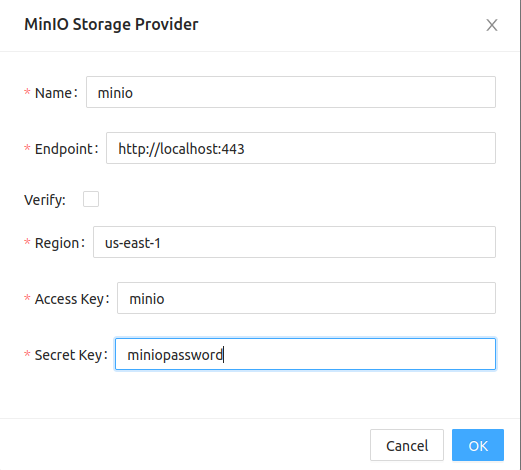 MinIO Storage Provider
* Name: minio
* Endpoint: http://localhost:443
Verify:
* Region: us-east-1
* Access Key: minio
* Secret Key: miniopassword
Cancel OK